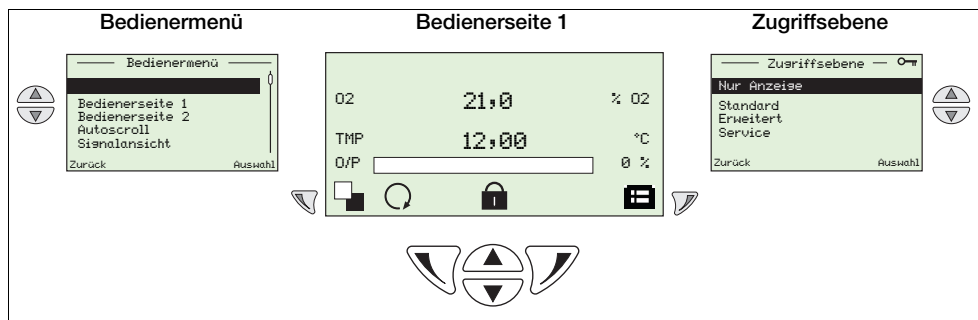 Bedienermenü
Bedienermenü
Bedienerseite 1
Bedienerseite 2
Autoscroll
Signalansicht
Zurück Auswahl
Bedienerseite 1
O2 21,0 % O2
TMP 12,00 °C
O/P 0 %
Zugriffsebene
Zugriffsebene
Nur Anzeige
Standard
Erweitert
Service
Zurück Auswahl